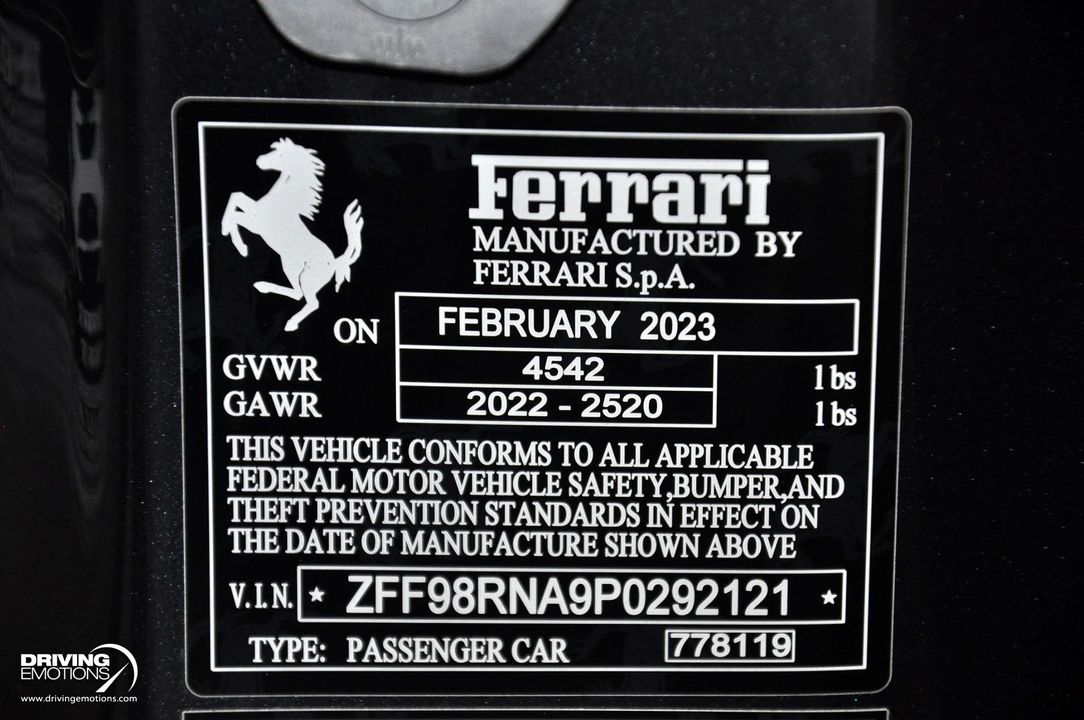 Ferrari
MANUFACTURED BY
FERRARI S.p.A.
ON FEBRUARY 2023
GVWR 4542 lbs
GAWR 2022 - 2520 lbs
THIS VEHICLE CONFORMS TO ALL APPLICABLE
FEDERAL MOTOR VEHICLE SAFETY,BUMPER,AND
THEFT PREVENTION STANDARDS IN EFFECT ON
THE DATE OF MANUFACTURE SHOWN ABOVE
V.I.N. ★ ZFF98RNA9P0292121 ★
TYPE: PASSENGER CAR 778119
DRIVING
EMOTIONS
www.drivingemotions.com